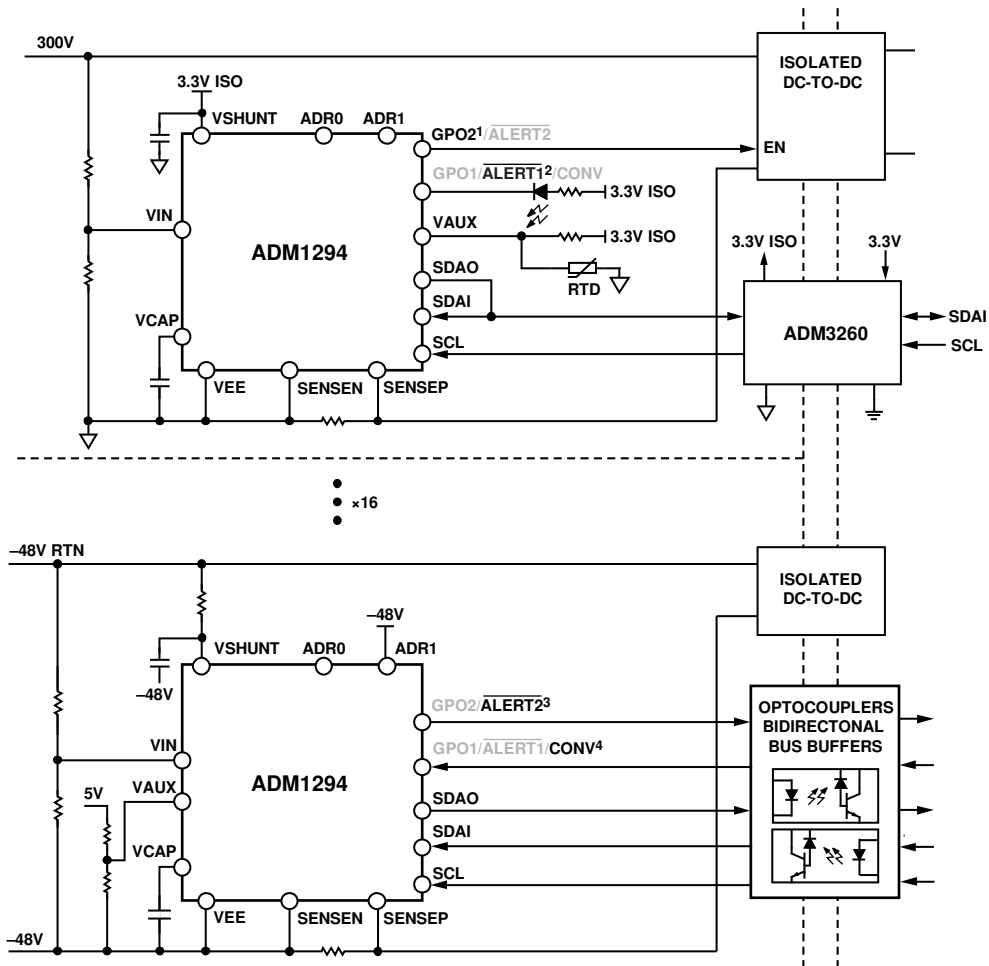 300V
ISOLATED
DC-TO-DC
EN
3.3V ISO
VSHUNT
ADR0
ADR1
GPO2¹/ALERT2
GPO1/ALERT1²/CONV
3.3V ISO
VIN
VAUX
3.3V ISO
ADM1294
SDAO
RTD
3.3V ISO
3.3V
SDAI
VCAP
SCL
ADM3260
SDAI
SCL
VEE
SENSEN
SENSEP
×16
–48V RTN
ISOLATED
DC-TO-DC
–48V
VSHUNT
ADR0
ADR1
–48V
GPO2/ALERT2³
OPTOCOUPLERS
BIDIRECTONAL
BUS BUFFERS
VIN
GPO1/ALERT1/CONV⁴
VAUX
ADM1294
5V
SDAO
SDAI
VCAP
SCL
VEE
SENSEN
SENSEP
–48V